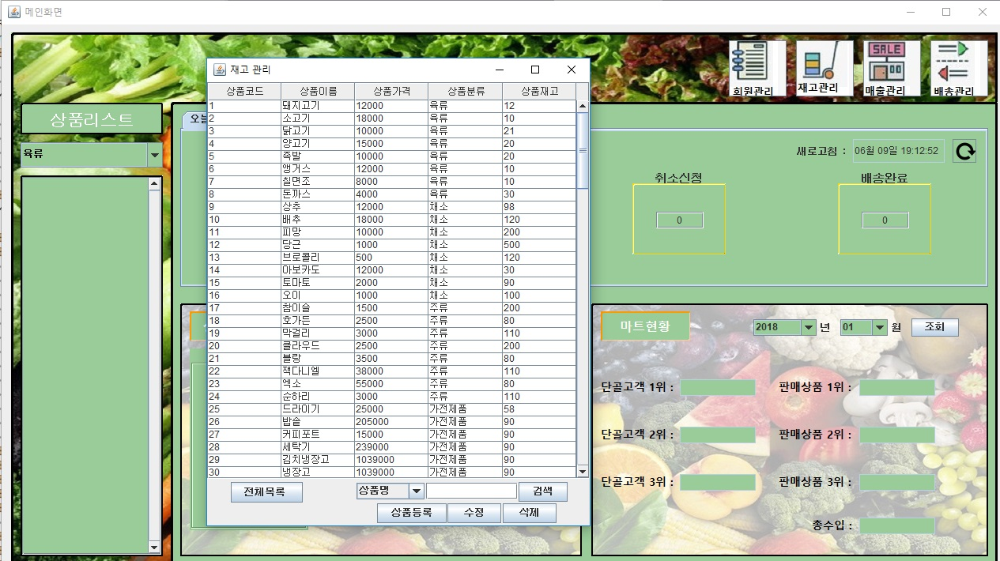 메인화면
회원관리 재고관리 SALE 매출관리 배송관리
상품리스트
육류
오늘
새로고침 : 06월 09일 19:12:52
취소신청 배송완료
0 0
재고 관리
상품코드 상품이름 상품가격 상품분류 상품재고
1 돼지고기 12000 육류 12
2 소고기 18000 육류 10
3 닭고기 10000 육류 21
4 양고기 15000 육류 20
5 족발 10000 육류 20
6 앵거스 12000 육류 10
7 칠면조 8000 육류 10
8 돈까스 4000 육류 30
9 상추 12000 채소 98
10 배추 18000 채소 120
11 피망 10000 채소 200
12 당근 1000 채소 500
13 브로콜리 500 채소 120
14 아보카도 12000 채소 30
15 토마토 2000 채소 90
16 오이 1000 채소 100
17 참이슬 1500 주류 200
18 호가든 2500 주류 80
19 막걸리 3000 주류 110
20 클라우드 2500 주류 200
21 블랑 3500 주류 80
22 잭다니엘 38000 주류 110
23 엑소 55000 주류 80
24 순하리 3000 주류 110
25 드라이기 25000 가전제품 58
26 밥솥 205000 가전제품 90
27 커피포트 15000 가전제품 90
28 세탁기 239000 가전제품 90
29 김치냉장고 1039000 가전제품 90
30 냉장고 1039000 가전제품 90
전체목록 상품명 검색
상품등록 수정 삭제
마트현황 2018 년 01 월 조회
단골고객 1위 : 판매상품 1위 :
단골고객 2위 : 판매상품 2위 :
단골고객 3위 : 판매상품 3위 :
총수입 :